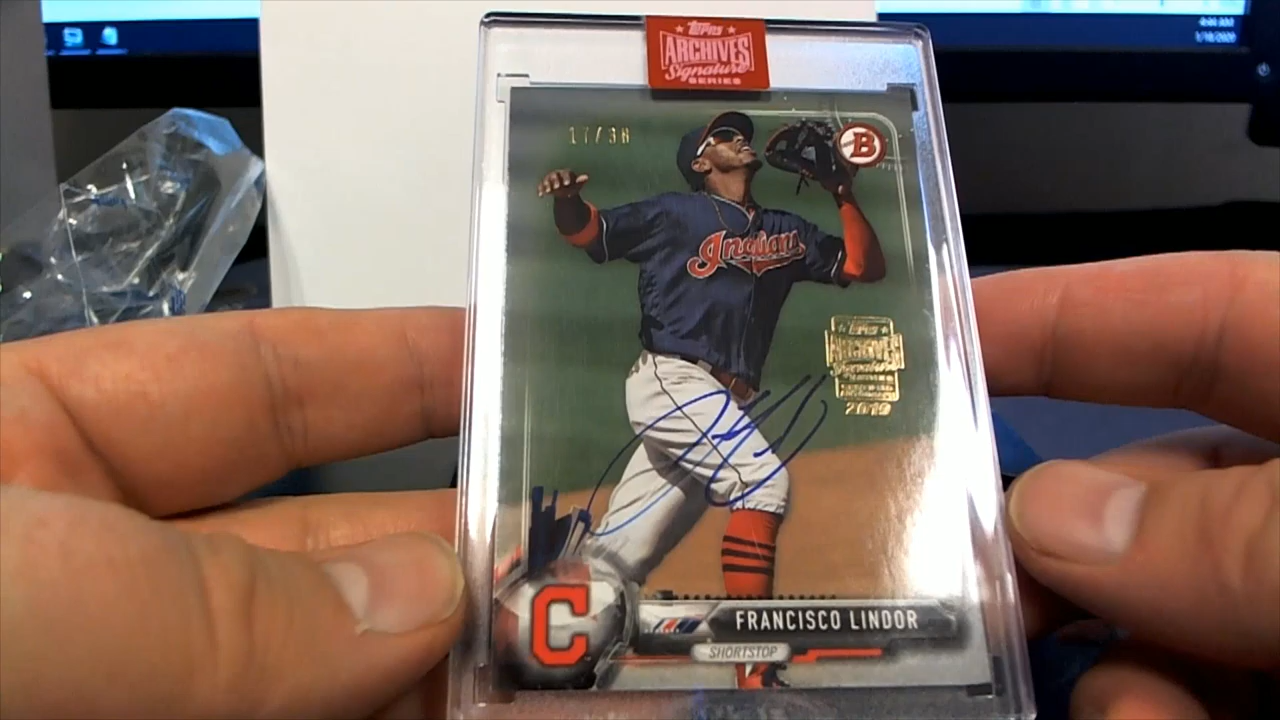 TOPPS
ARCHIVES
Signature
SERIES
17/38
B
Indians
TOPPS
ARCHIVES
Signature
2019
C
FRANCISCO LINDOR
SHORTSTOP